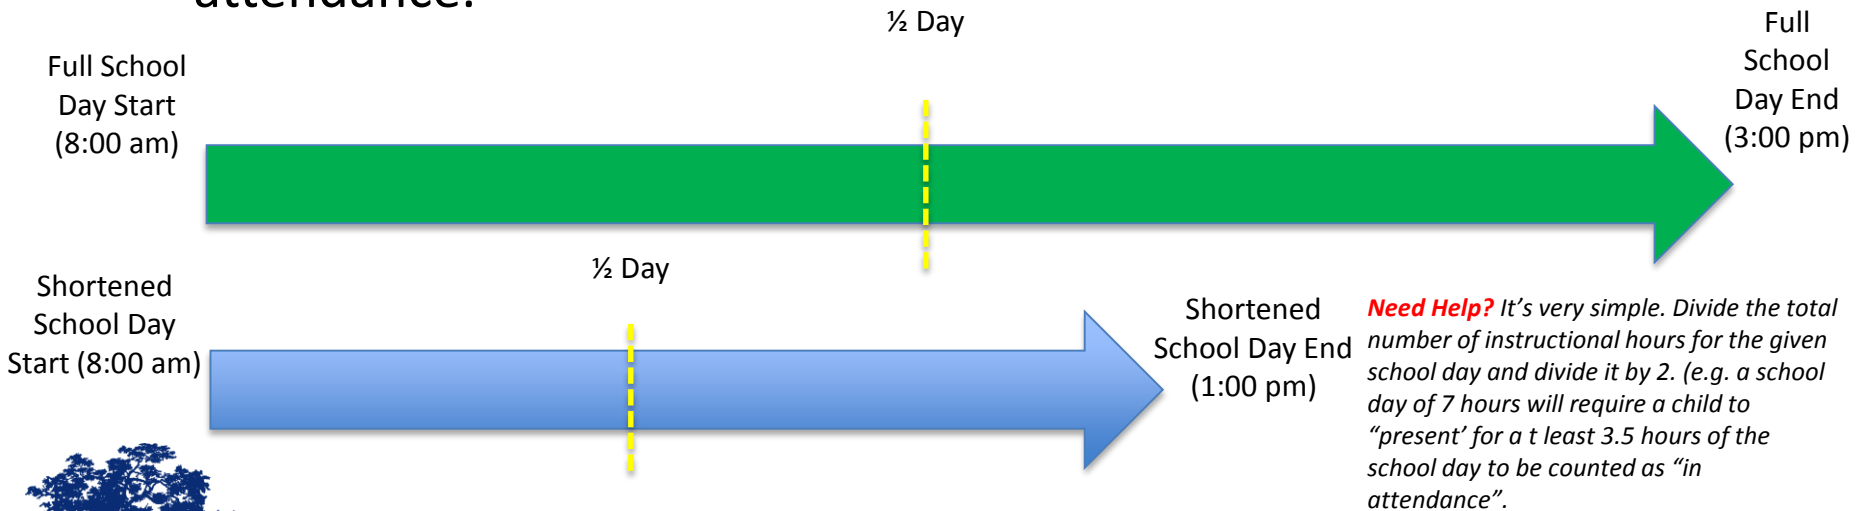 attendance.
½ Day
Full School
Day Start
(8:00 am)
Full
School
Day End
(3:00 pm)
½ Day
Shortened
School Day
Start (8:00 am)
Shortened
School Day End
(1:00 pm)
Need Help? It’s very simple. Divide the total
number of instructional hours for the given
school day and divide it by 2. (e.g. a school
day of 7 hours will require a child to
“present’ for a t least 3.5 hours of the
school day to be counted as “in
attendance”.